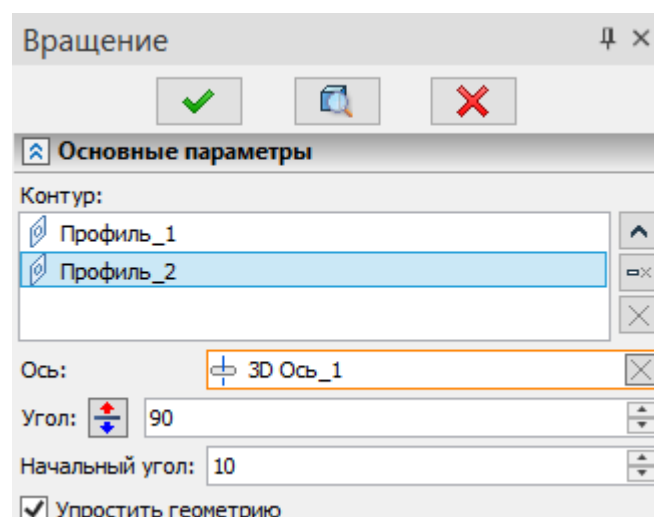 Вращение
Основные параметры
Контур:
Профиль_1
Профиль_2
Ось: 3D Ось_1
Угол: 90
Начальный угол: 10
Упростить геометрию